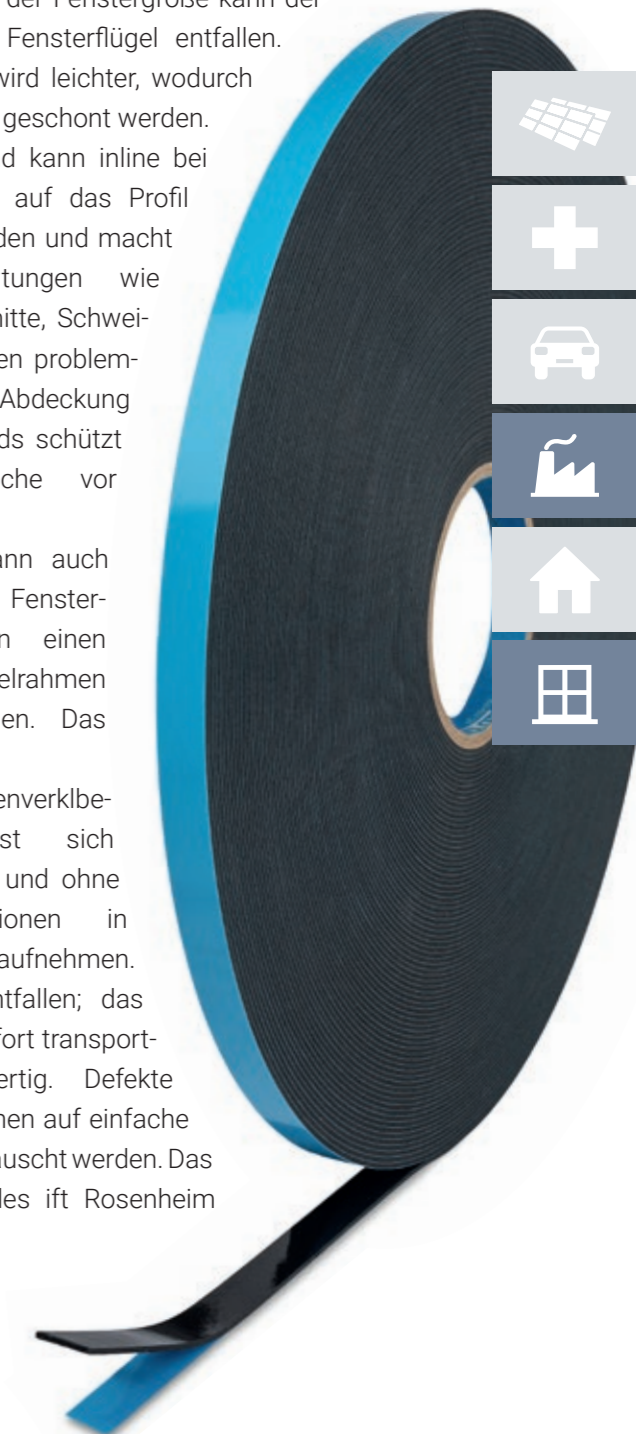 der Fenstergröße kann der
Fensterflügel entfallen.
wird leichter, wodurch
geschont werden.
d kann inline bei
auf das Profil
den und macht
tungen wie
nitte, Schwei-
en problem-
Abdeckung
ds schützt
che vor
ann auch
Fenster-
n einen
elrahmen
en. Das
enverklbe-
st sich
und ohne
ionen in
aufnehmen.
ntfallen; das
fort transport-
ertig. Defekte
nen auf einfache
auscht werden. Das
des ift Rosenheim